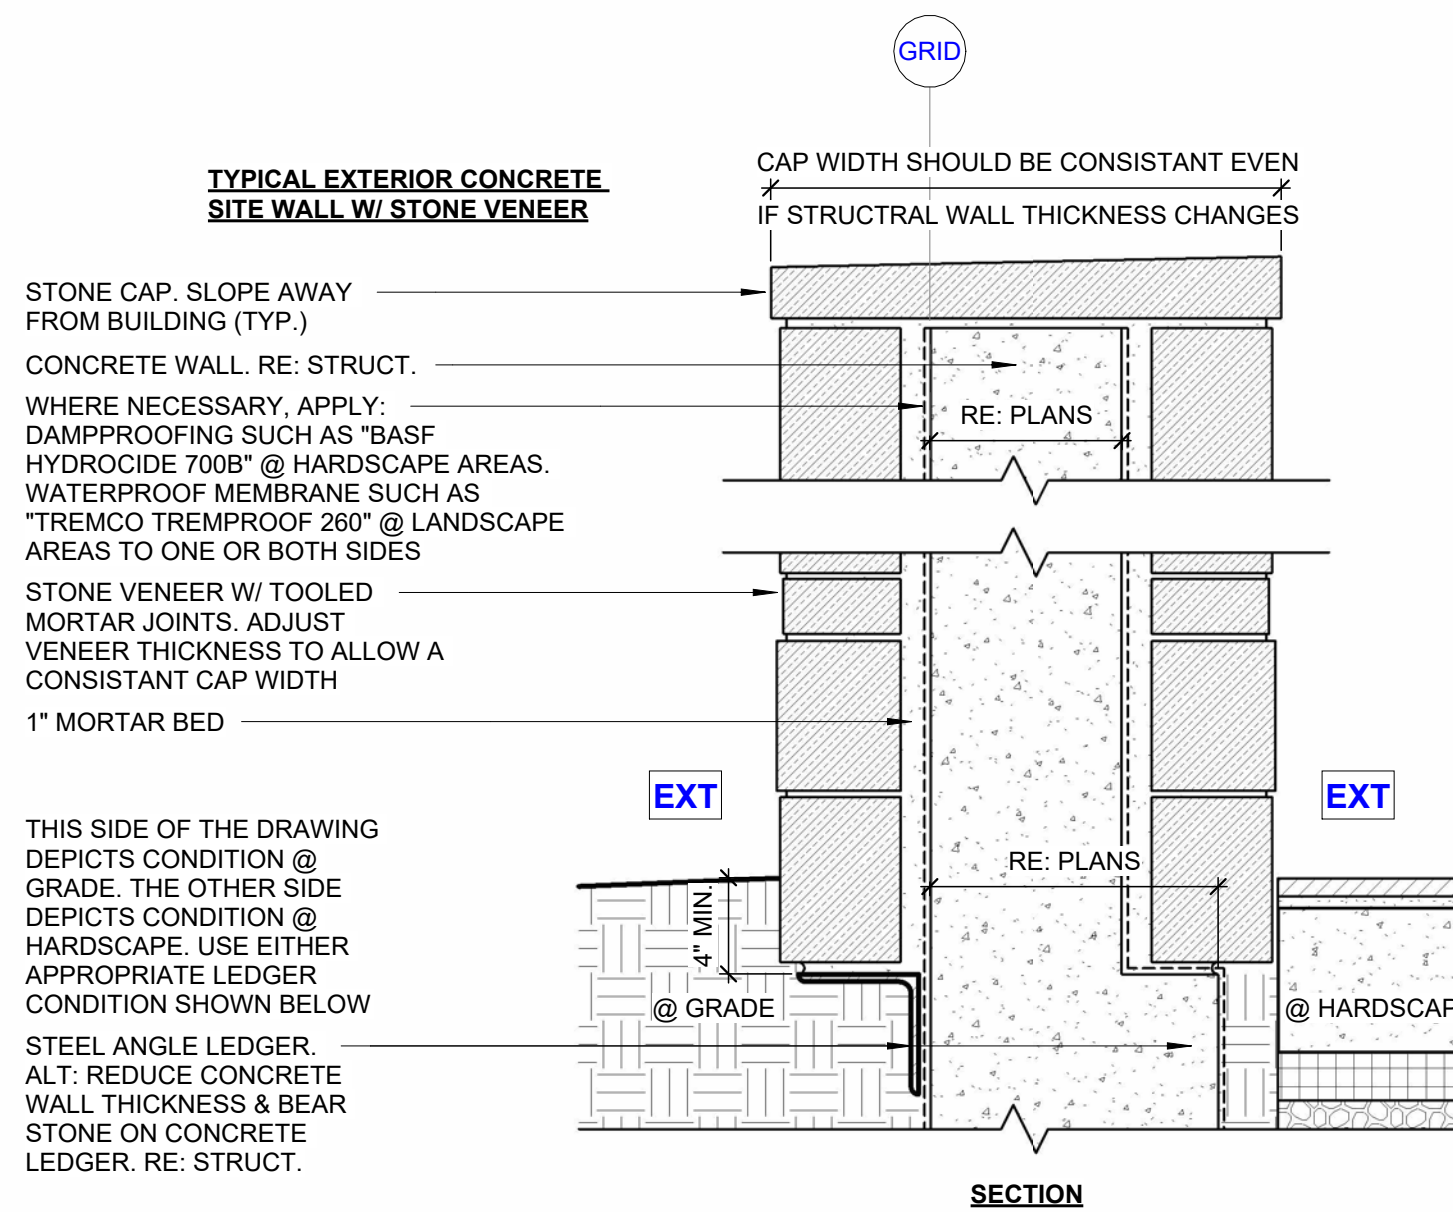 GRID
TYPICAL EXTERIOR CONCRETE
SITE WALL W/ STONE VENEER
CAP WIDTH SHOULD BE CONSISTANT EVEN
IF STRUCTRAL WALL THICKNESS CHANGES
STONE CAP. SLOPE AWAY
FROM BUILDING (TYP.)
CONCRETE WALL. RE: STRUCT.
WHERE NECESSARY, APPLY:
DAMPPROOFING SUCH AS "BASF
HYDROCIDE 700B" @ HARDSCAPE AREAS.
WATERPROOF MEMBRANE SUCH AS
"TREMCO TREMPROOF 260" @ LANDSCAPE
AREAS TO ONE OR BOTH SIDES
RE: PLANS
STONE VENEER W/ TOOLED
MORTAR JOINTS. ADJUST
VENEER THICKNESS TO ALLOW A
CONSISTANT CAP WIDTH
1" MORTAR BED
EXT
EXT
THIS SIDE OF THE DRAWING
DEPICTS CONDITION @
GRADE. THE OTHER SIDE
DEPICTS CONDITION @
HARDSCAPE. USE EITHER
APPROPRIATE LEDGER
CONDITION SHOWN BELOW
RE: PLANS
4" MIN.
@ GRADE
@ HARDSCAP
STEEL ANGLE LEDGER.
ALT: REDUCE CONCRETE
WALL THICKNESS & BEAR
STONE ON CONCRETE
LEDGER. RE: STRUCT.
SECTION